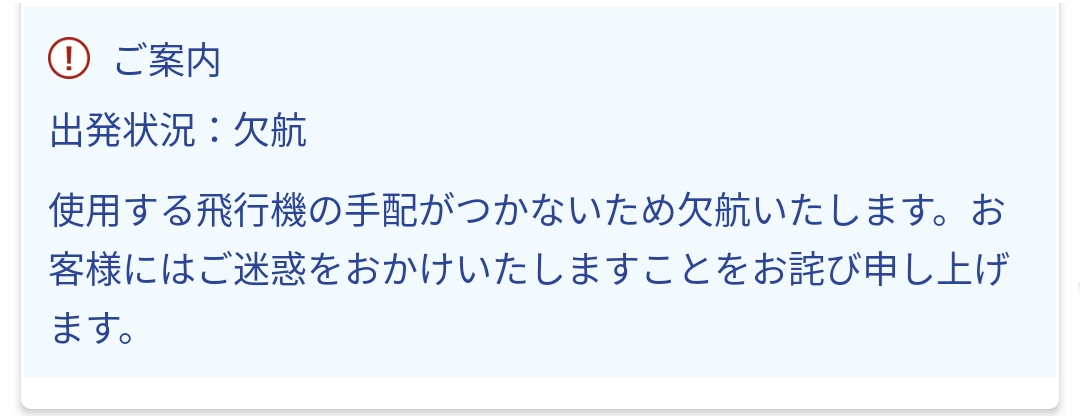 ご案内
出発状況：欠航
使用する飛行機の手配がつかないため欠航いたします。お
客様にはご迷惑をおかけいたしますことをお詫び申し上げ
ます。